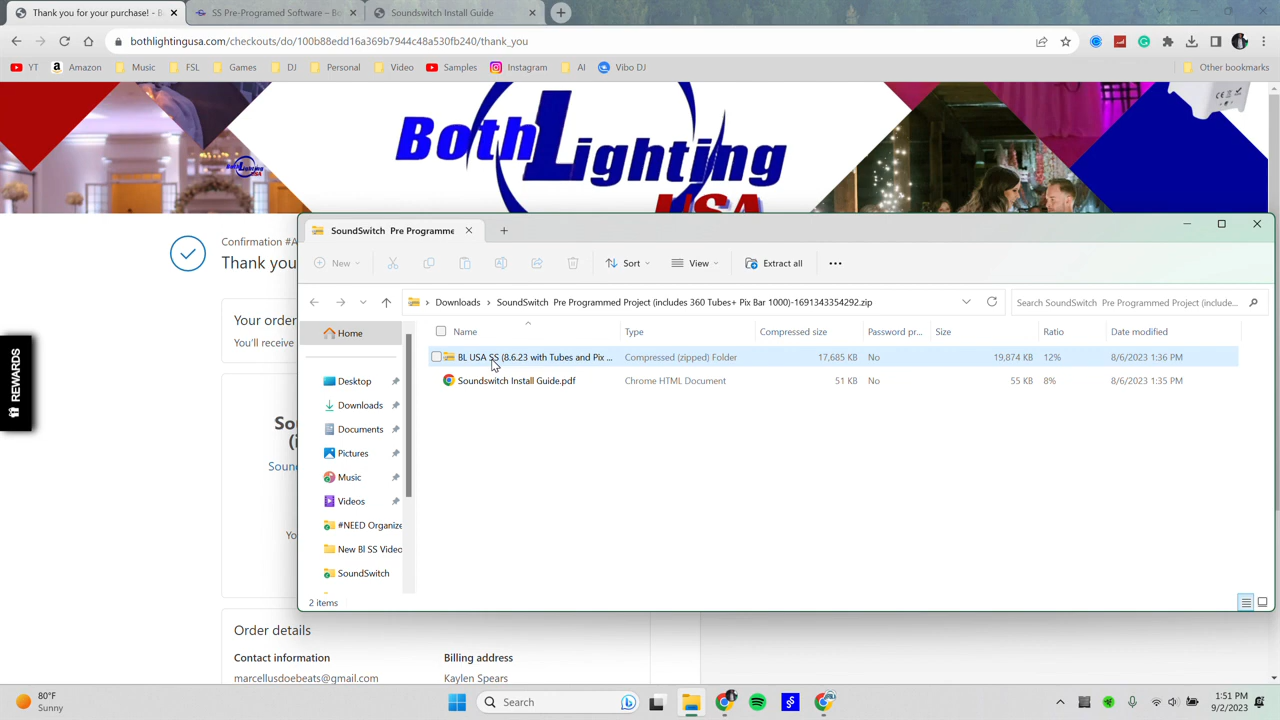 Thank you for your purchase! - B
SS Pre-Programed Software – Bo
Soundswitch Install Guide
bothlightingusa.com/checkouts/do/100b88edd16a369b7944c48a530fb240/thank_you
YT
Amazon
Music
FSL
Games
DJ
Personal
Video
Samples
Instagram
AI
Vibo DJ
Other bookmarks
Both Lighting
USA
Confirmation #A
Thank you
Your order
You'll receive
So
(i
Soun
Yo
REWARDS
SoundSwitch Pre Programme
New
Sort
View
Extract all
Downloads
SoundSwitch Pre Programmed Project (includes 360 Tubes+ Pix Bar 1000)-1691343354292.zip
Search SoundSwitch Pre Programmed Project (include...
Home
Desktop
Downloads
Documents
Pictures
Music
Videos
#NEED Organize
New Bl SS Video
SoundSwitch
Name Type Compressed size Password pr... Size Ratio Date modified
BL USA SS (8.6.23 with Tubes and Pix ... Compressed (zipped) Folder 17,685 KB No 19,874 KB 12% 8/6/2023 1:36 PM
Soundswitch Install Guide.pdf Chrome HTML Document 51 KB No 55 KB 8% 8/6/2023 1:35 PM
2 items
Order details
Contact information
marcellusdoebeats@gmail.com
Billing address
Kaylen Spears
80°F
Sunny
Search
1:51 PM
9/2/2023